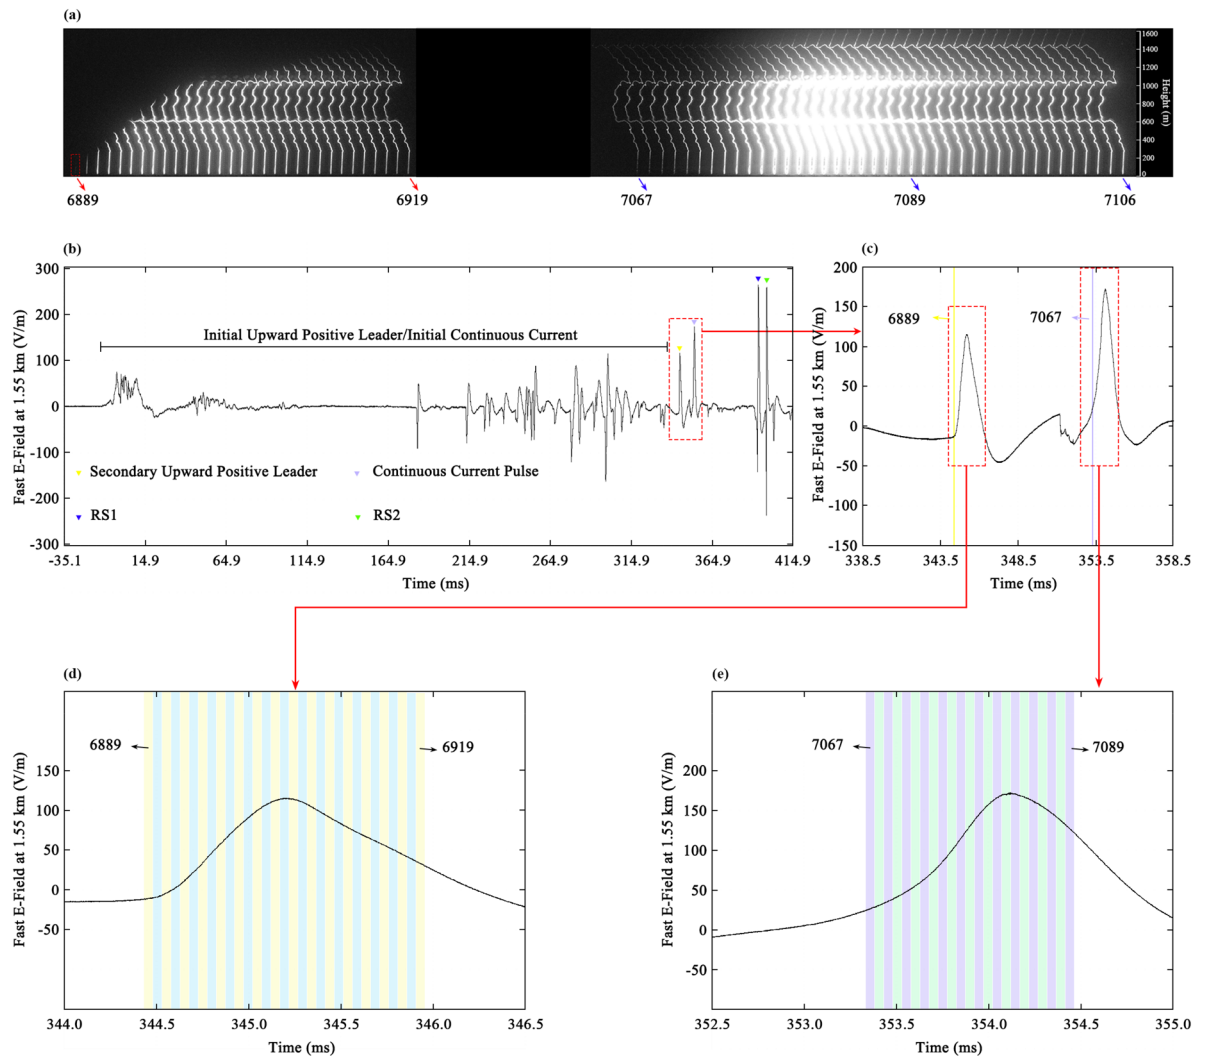 (a)
1600
1400
1200
1000
800
600
400
200
0
Height (m)
6889
6919
7067
7089
7106
(b)
Fast E-Field at 1.55 km (V/m)
300
200
100
0
-100
-200
-300
Initial Upward Positive Leader/Initial Continuous Current
Secondary Upward Positive Leader
Continuous Current Pulse
RS1
RS2
-35.1 14.9 64.9 114.9 164.9 214.9 264.9 314.9 364.9 414.9
Time (ms)
(c)
Fast E-Field at 1.55 km (V/m)
200
150
100
50
0
-50
-100
-150
6889
7067
338.5 343.5 348.5 353.5 358.5
Time (ms)
(d)
Fast E-Field at 1.55 km (V/m)
150
100
50
0
-50
6889
6919
344.0 344.5 345.0 345.5 346.0 346.5
Time (ms)
(e)
Fast E-Field at 1.55 km (V/m)
200
150
100
50
0
-50
7067
7089
352.5 353.0 353.5 354.0 354.5 355.0
Time (ms)